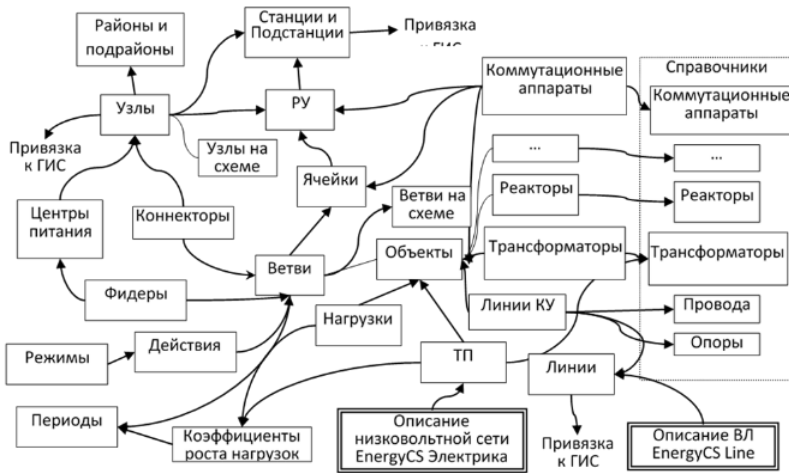 Районы и
подрайоны
Станции и
Подстанции
Привязка
к ГИС
Узлы
РУ
Коммутационные
аппараты
Справочники
Коммутационные
аппараты
Привязка
к ГИС
Узлы на
схеме
...
...
Ячейки
Реакторы
Реакторы
Центры
питания
Коннекторы
Ветви на
схеме
Ветви
Объекты
Трансформаторы
Трансформаторы
Фидеры
Нагрузки
Линии КУ
Провода
Режимы
Действия
ТП
Линии
Опоры
Периоды
Коэффициенты
роста нагрузок
Описание
низковольтной сети
EnergyCS Электрика
Привязка
к ГИС
Описание ВЛ
EnergyCS Line